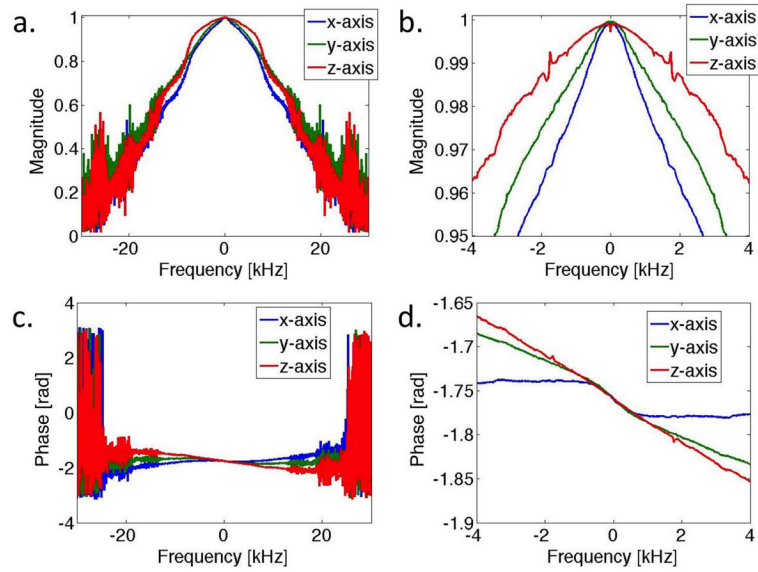 a.
1
0.8
0.6
0.4
0.2
0
Magnitude
x-axis
y-axis
z-axis
-20 0 20
Frequency [kHz]
b.
1
0.99
0.98
0.97
0.96
0.95
Magnitude
x-axis
y-axis
z-axis
-4 -2 0 2 4
Frequency [kHz]
c.
4
2
0
-2
-4
Phase [rad]
x-axis
y-axis
z-axis
-20 0 20
Frequency [kHz]
d.
-1.65
-1.7
-1.75
-1.8
-1.85
-1.9
Phase [rad]
x-axis
y-axis
z-axis
-4 -2 0 2 4
Frequency [kHz]